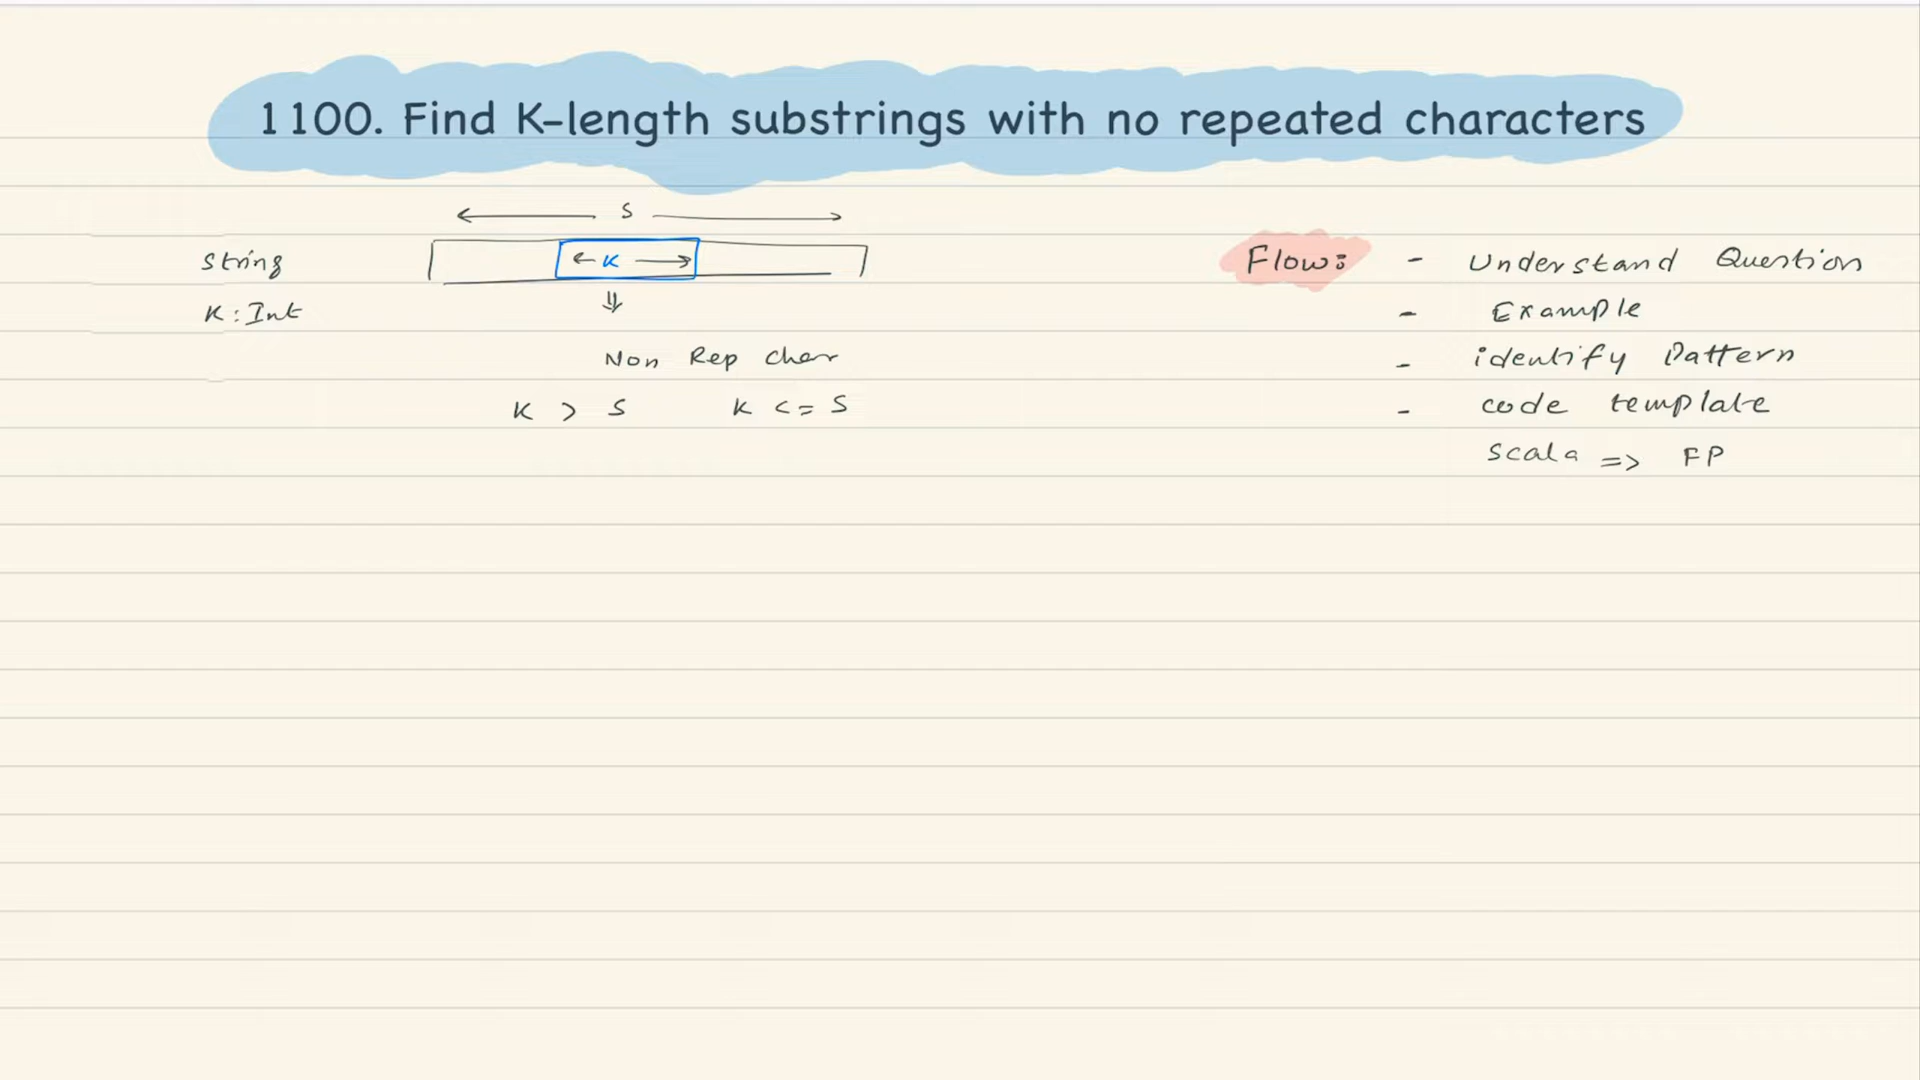 1100. Find K-length substrings with no repeated characters
S
String
K
K : Int
Non Rep Char
K > S K <= S
Flow: - Understand Question
- Example
- identify Pattern
- code template
Scala => FP